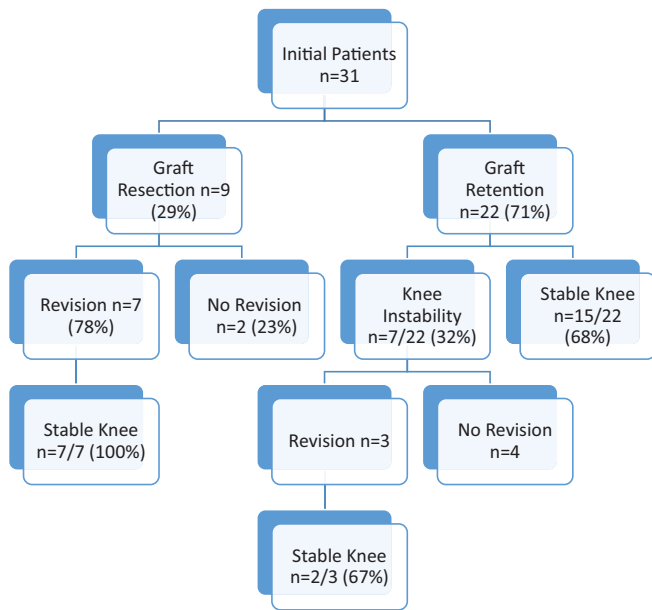 Initial Patients
n=31
Graft
Resection n=9
(29%)
Graft
Retention
n=22 (71%)
Revision n=7
(78%)
No Revision
n=2 (23%)
Knee
Instability
n=7/22 (32%)
Stable Knee
n=15/22
(68%)
Stable Knee
n=7/7 (100%)
Revision n=3
No Revision
n=4
Stable Knee
n=2/3 (67%)